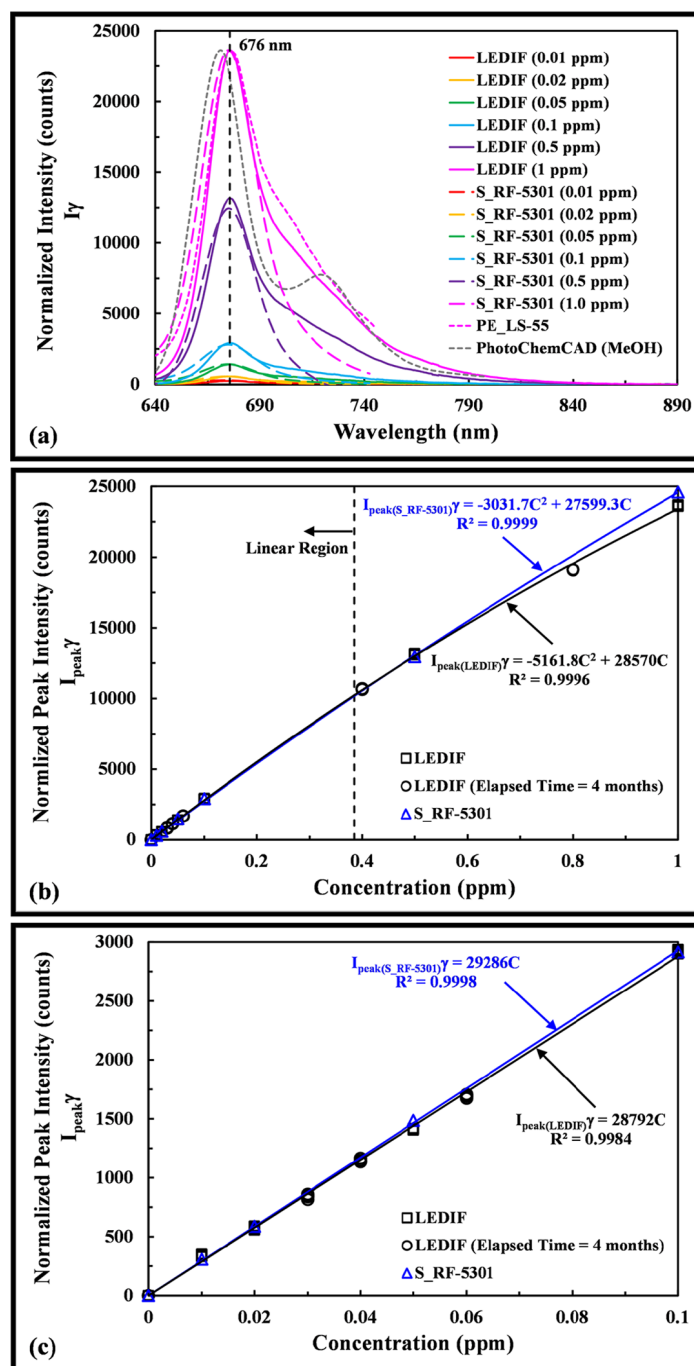 25000
20000
15000
10000
5000
0
Normalized Intensity (counts)
Iγ
676 nm
LEDIF (0.01 ppm)
LEDIF (0.02 ppm)
LEDIF (0.05 ppm)
LEDIF (0.1 ppm)
LEDIF (0.5 ppm)
LEDIF (1 ppm)
S_RF-5301 (0.01 ppm)
S_RF-5301 (0.02 ppm)
S_RF-5301 (0.05 ppm)
S_RF-5301 (0.1 ppm)
S_RF-5301 (0.5 ppm)
S_RF-5301 (1.0 ppm)
PE_LS-55
PhotoChemCAD (MeOH)
640 690 740 790 840 890
Wavelength (nm)
(a)
25000
20000
15000
10000
5000
0
Normlized Peak Intensity (counts)
Ipeakγ
Linear Region
Ipeak(S_RF-5301)γ = -3031.7C² + 27599.3C
R² = 0.9999
Ipeak(LEDIF)γ = -5161.8C² + 28570C
R² = 0.9996
LEDIF
LEDIF (Elapsed Time = 4 months)
S_RF-5301
0 0.2 0.4 0.6 0.8 1
Concentration (ppm)
(b)
3000
2500
2000
1500
1000
500
0
Normalized Peak Intensity (counts)
Ipeakγ
Ipeak(S_RF-5301)γ = 29286C
R² = 0.9998
Ipeak(LEDIF)γ = 28792C
R² = 0.9984
LEDIF
LEDIF (Elapsed Time = 4 months)
S_RF-5301
0 0.02 0.04 0.06 0.08 0.1
Concentration (ppm)
(c)